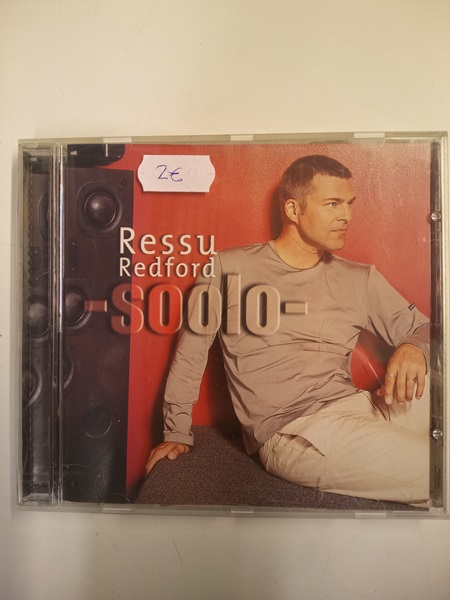 2€
Ressu
Redford
-soolo-